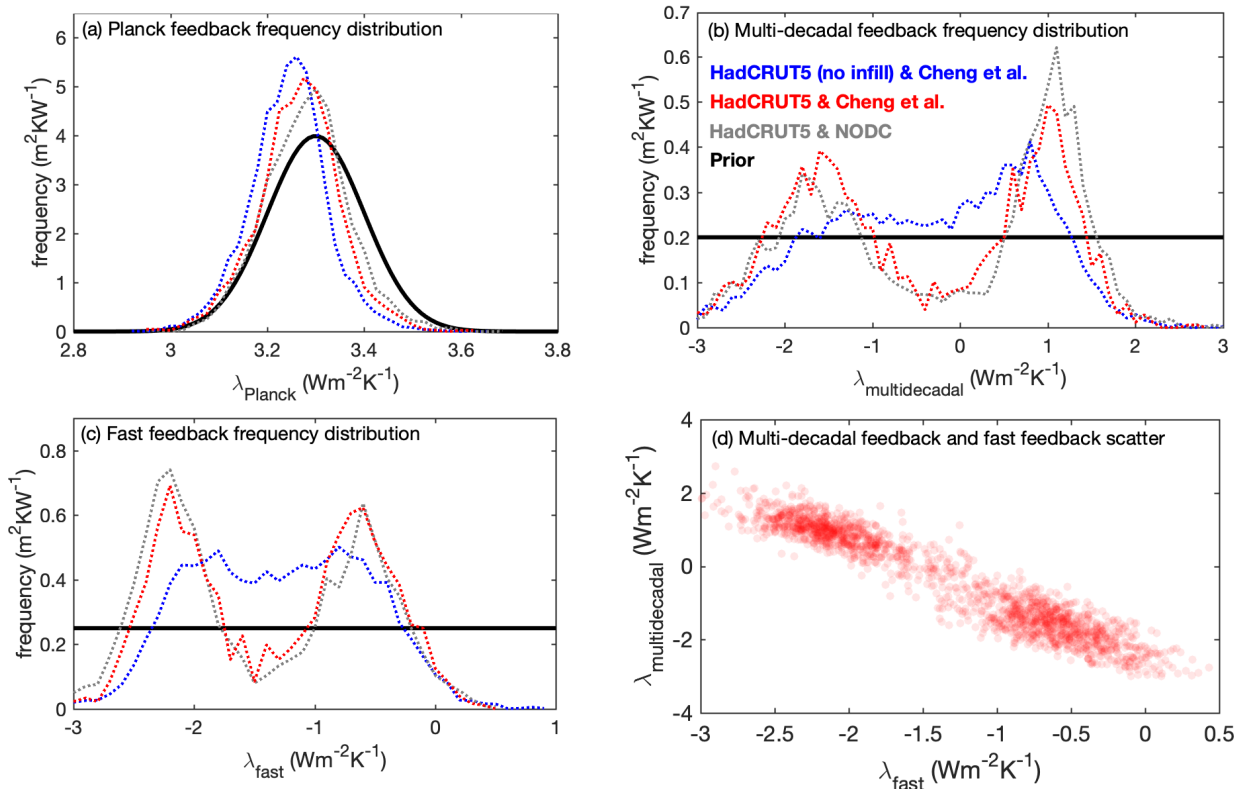 (a) Planck feedback frequency distribution
6
5
4
3
2
1
0
frequency (m²KW⁻¹)
2.8 3 3.2 3.4 3.6 3.8
λPlanck (Wm⁻²K⁻¹)
(b) Multi-decadal feedback frequency distribution
HadCRUT5 (no infill) & Cheng et al.
HadCRUT5 & Cheng et al.
HadCRUT5 & NODC
Prior
0.7
0.6
0.5
0.4
0.3
0.2
0.1
0
frequency (m²KW⁻¹)
-3 -2 -1 0 1 2 3
λmultidecadal (Wm⁻²K⁻¹)
(c) Fast feedback frequency distribution
0.8
0.6
0.4
0.2
0
frequency (m²KW⁻¹)
-3 -2 -1 0 1
λfast (Wm⁻²K⁻¹)
(d) Multi-decadal feedback and fast feedback scatter
4
2
0
-2
-4
λmultidecadal (Wm⁻²K⁻¹)
-3 -2.5 -2 -1.5 -1 -0.5 0 0.5
λfast (Wm⁻²K⁻¹)